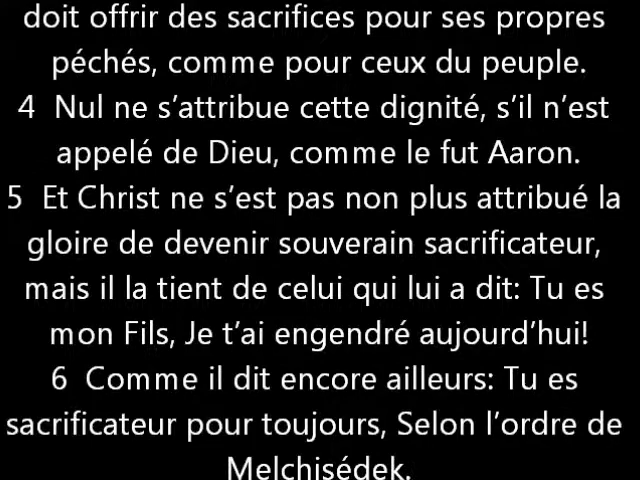 doit offrir des sacrifices pour ses propres
péchés, comme pour ceux du peuple.
4  Nul ne s’attribue cette dignité, s’il n’est
appelé de Dieu, comme le fut Aaron.
5  Et Christ ne s’est pas non plus attribué la
gloire de devenir souverain sacrificateur,
mais il la tient de celui qui lui a dit: Tu es
mon Fils, Je t’ai engendré aujourd’hui!
6  Comme il dit encore ailleurs: Tu es
sacrificateur pour toujours, Selon l’ordre de
Melchisédek.